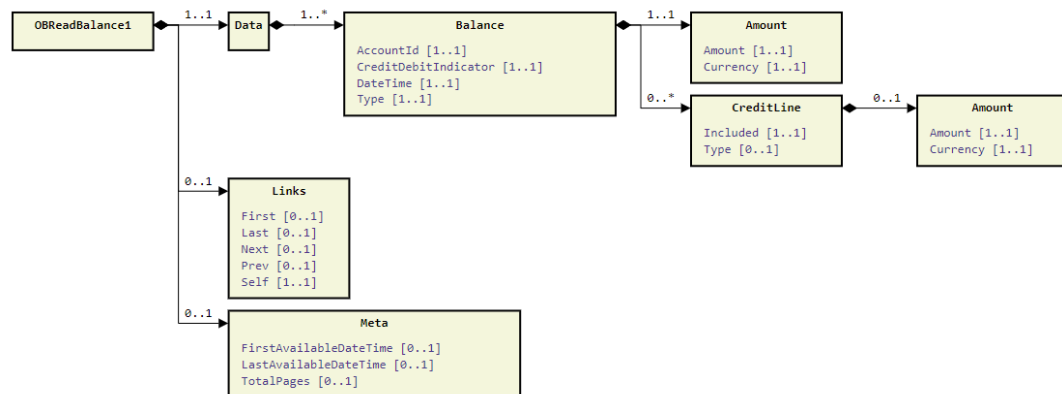 OBReadBalance1
1..1
Data
1..*
Balance
AccountId [1..1]
CreditDebitIndicator [1..1]
DateTime [1..1]
Type [1..1]
1..1
Amount
Amount [1..1]
Currency [1..1]
0..*
CreditLine
Included [1..1]
Type [0..1]
0..1
Amount
Amount [1..1]
Currency [1..1]
0..1
Links
First [0..1]
Last [0..1]
Next [0..1]
Prev [0..1]
Self [1..1]
0..1
Meta
FirstAvailableDateTime [0..1]
LastAvailableDateTime [0..1]
TotalPages [0..1]